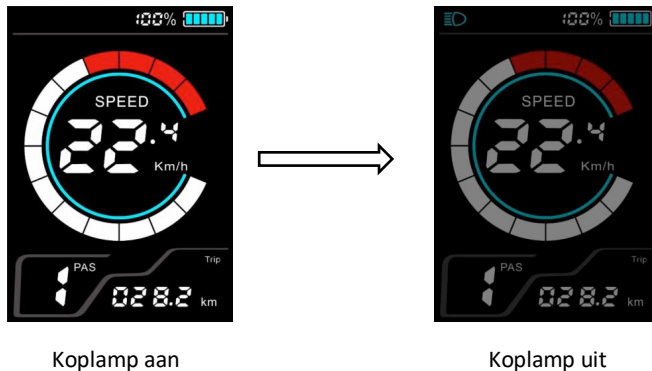 100%
SPEED
22.4
Km/h
1 PAS
Trip
028.2 km
Koplamp aan
100%
SPEED
22.4
Km/h
1 PAS
Trip
028.2 km
Koplamp uit